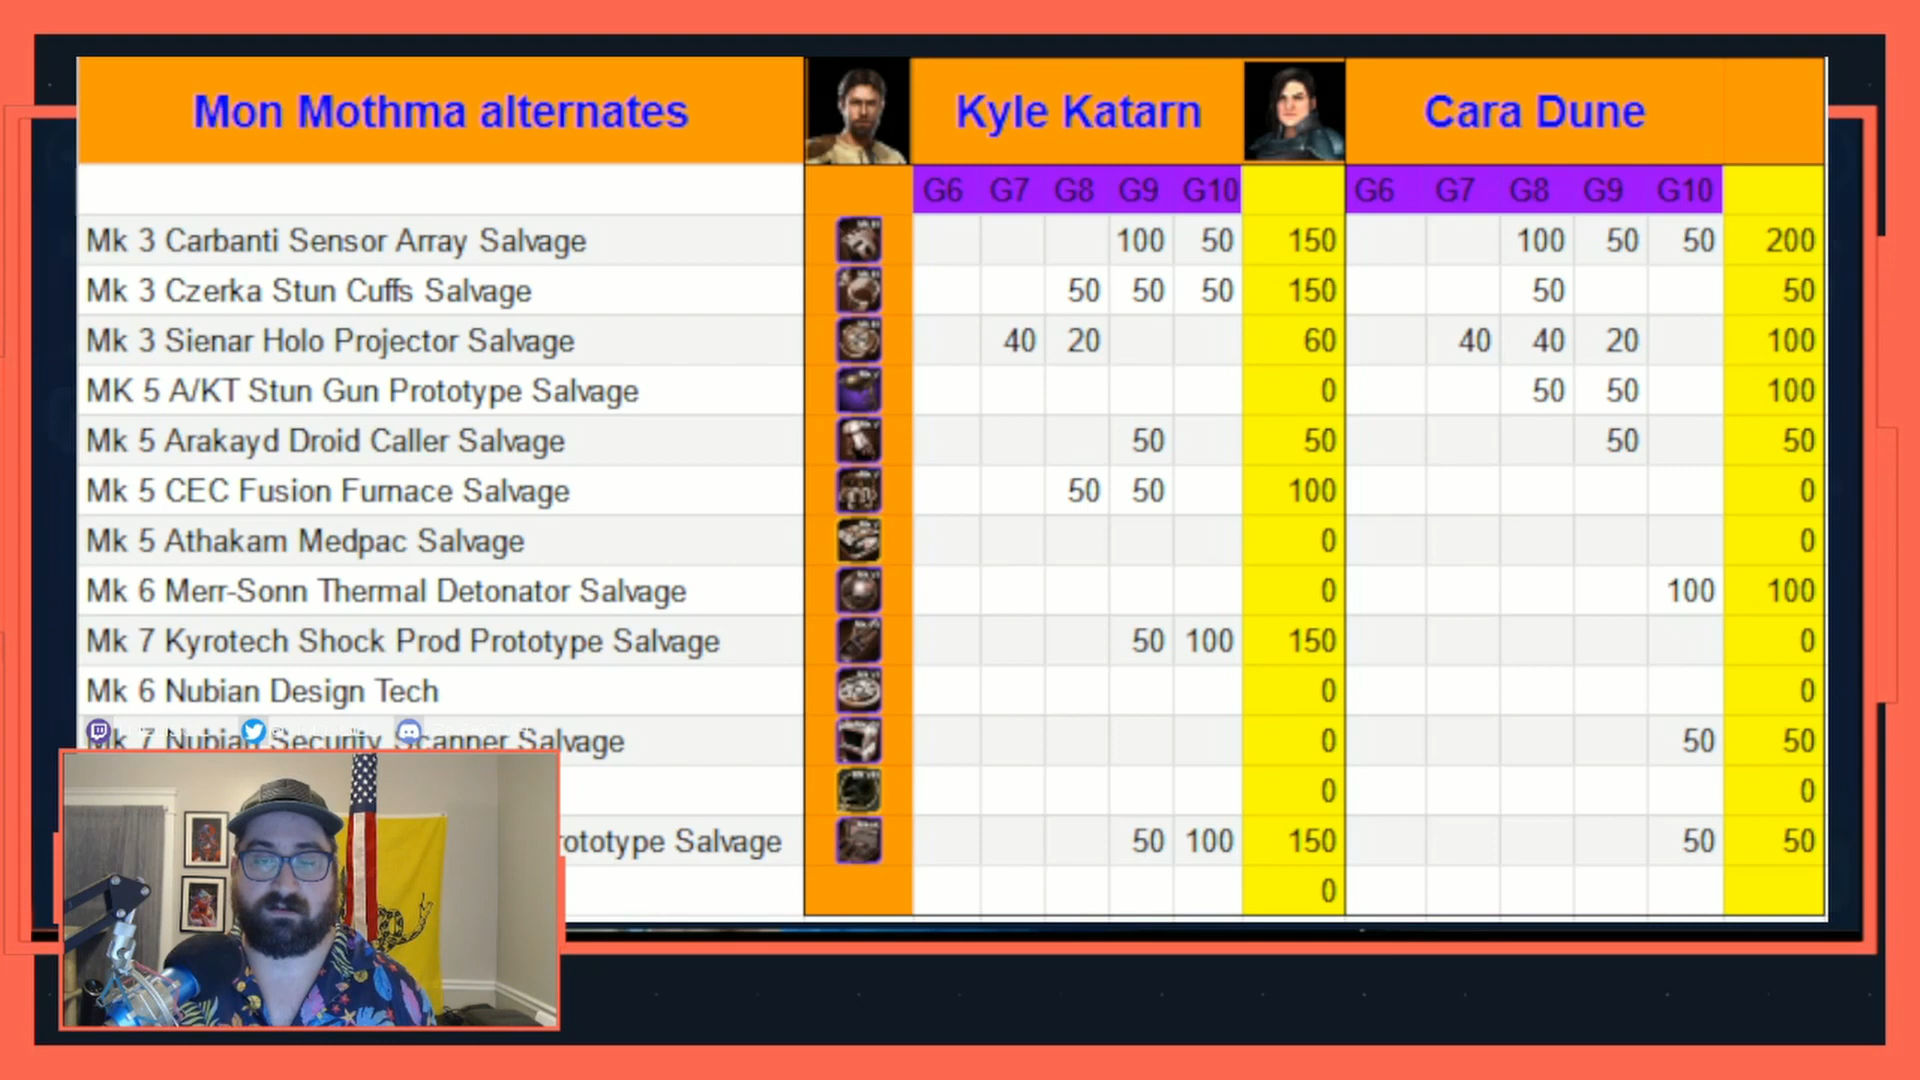 Mon Mothma alternates Kyle Katarn Cara Dune
G6 G7 G8 G9 G10 G6 G7 G8 G9 G10
Mk 3 Carbanti Sensor Array Salvage 100 50 150 100 50 50 200
Mk 3 Czerka Stun Cuffs Salvage 50 50 50 150 50 50
Mk 3 Sienar Holo Projector Salvage 40 20 60 40 40 20 100
MK 5 A/KT Stun Gun Prototype Salvage 0 50 50 100
Mk 5 Arakayd Droid Caller Salvage 50 50 50 50
Mk 5 CEC Fusion Furnace Salvage 50 50 100 0
Mk 5 Athakam Medpac Salvage 0 0
Mk 6 Merr-Sonn Thermal Detonator Salvage 0 100 100
Mk 7 Kyrotech Shock Prod Prototype Salvage 50 100 150 0
Mk 6 Nubian Design Tech 0 0
Mk 7 Nubian Security Scanner Salvage 0 50 50
0 0
rototype Salvage 50 100 150 50 50
0